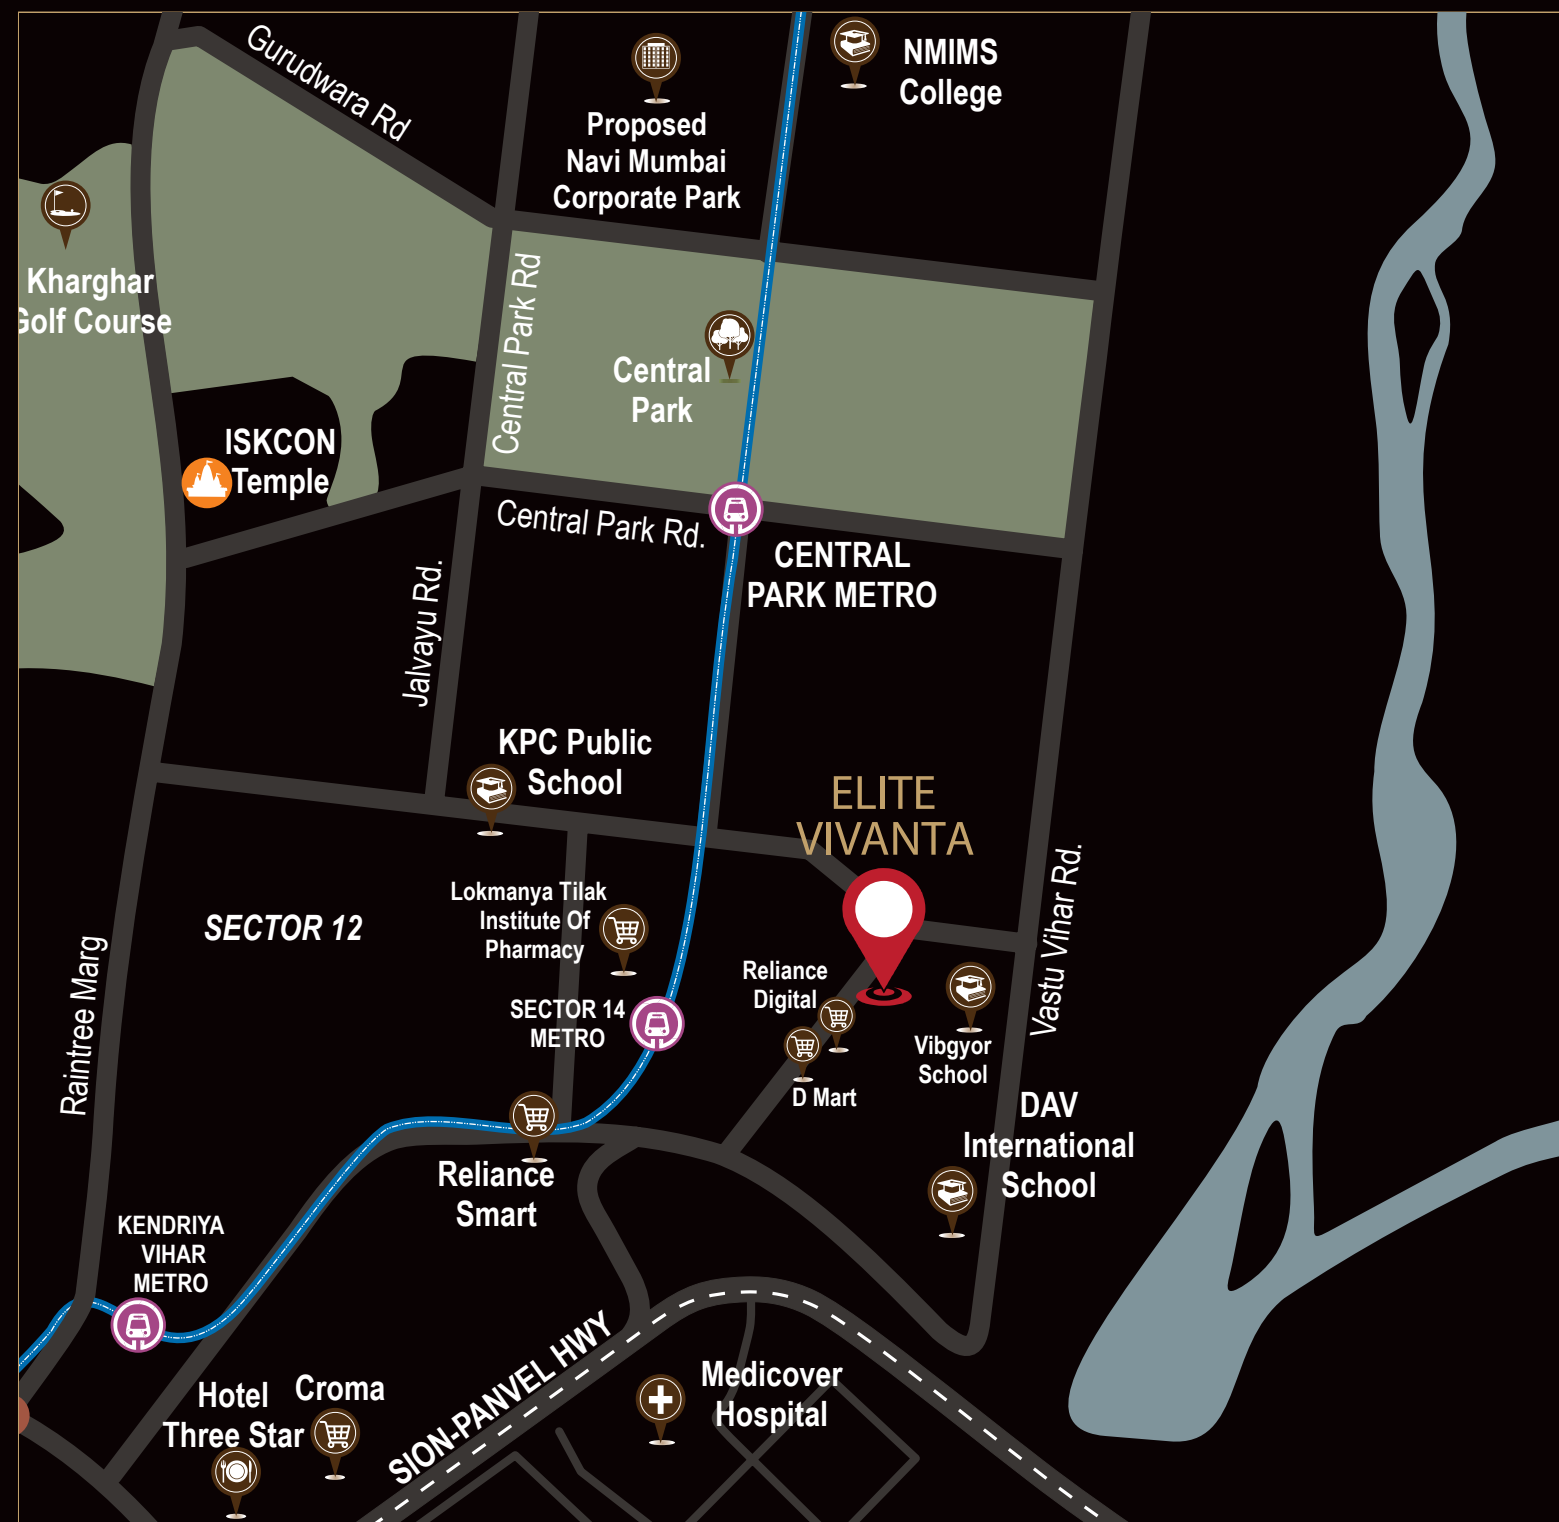 Gurudwara Rd
NMIMS
College
Proposed
Navi Mumbai
Corporate Park
Kharghar
Golf Course
Central Park Rd
Central
Park
ISKCON
Temple
Central Park Rd.
CENTRAL
PARK METRO
Jalvayu Rd.
KPC Public
School
ELITE
VIVANTA
Vastu Vihar Rd.
Lokmanya Tilak
Institute Of
Pharmacy
SECTOR 12
Raintree Marg
Reliance
Digital
SECTOR 14
METRO
Vibgyor
School
D Mart
DAV
International
School
Reliance
Smart
KENDRIYA
VIHAR
METRO
SION-PANVEL HWY
Medicover
Hospital
Hotel
Three Star
Croma